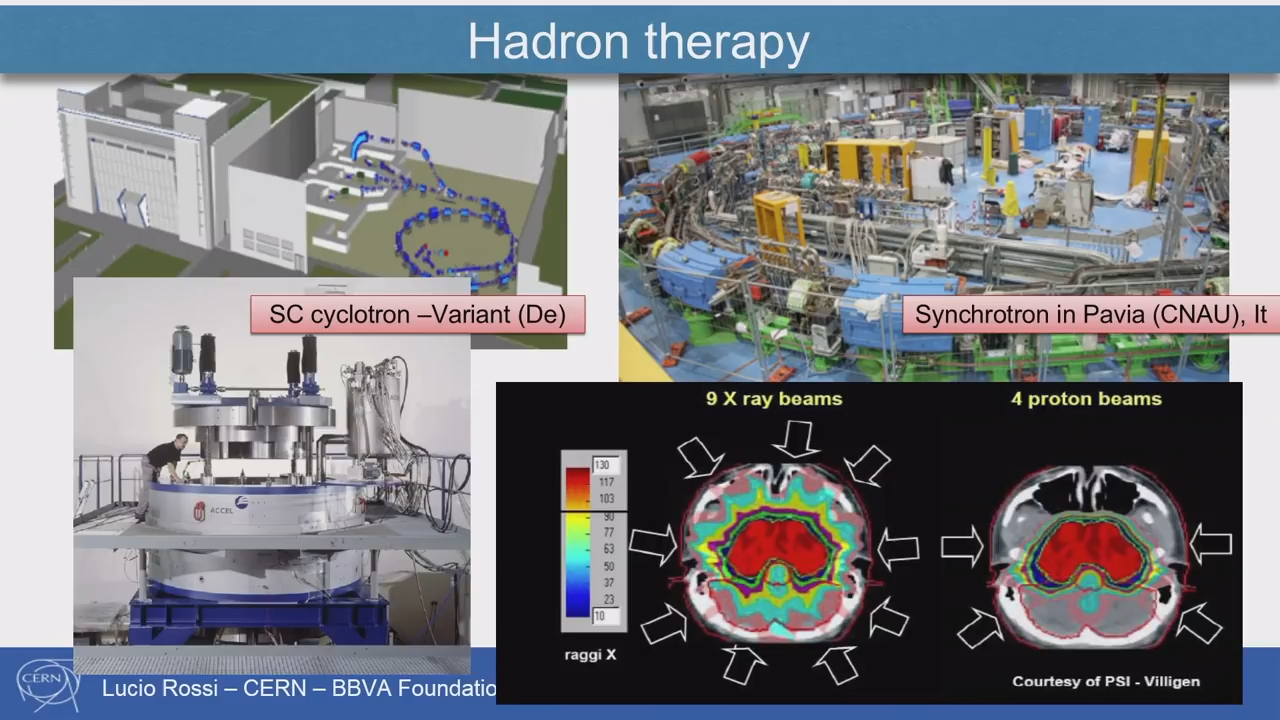 Hadron therapy
SC cyclotron –Variant (De)
Synchrotron in Pavia (CNAU), It
ACCEL
9 X ray beams
4 proton beams
130
117
103
90
77
63
50
37
23
10
raggi X
Courtesy of PSI - Villigen
CERN
Lucio Rossi – CERN – BBVA Foundatio